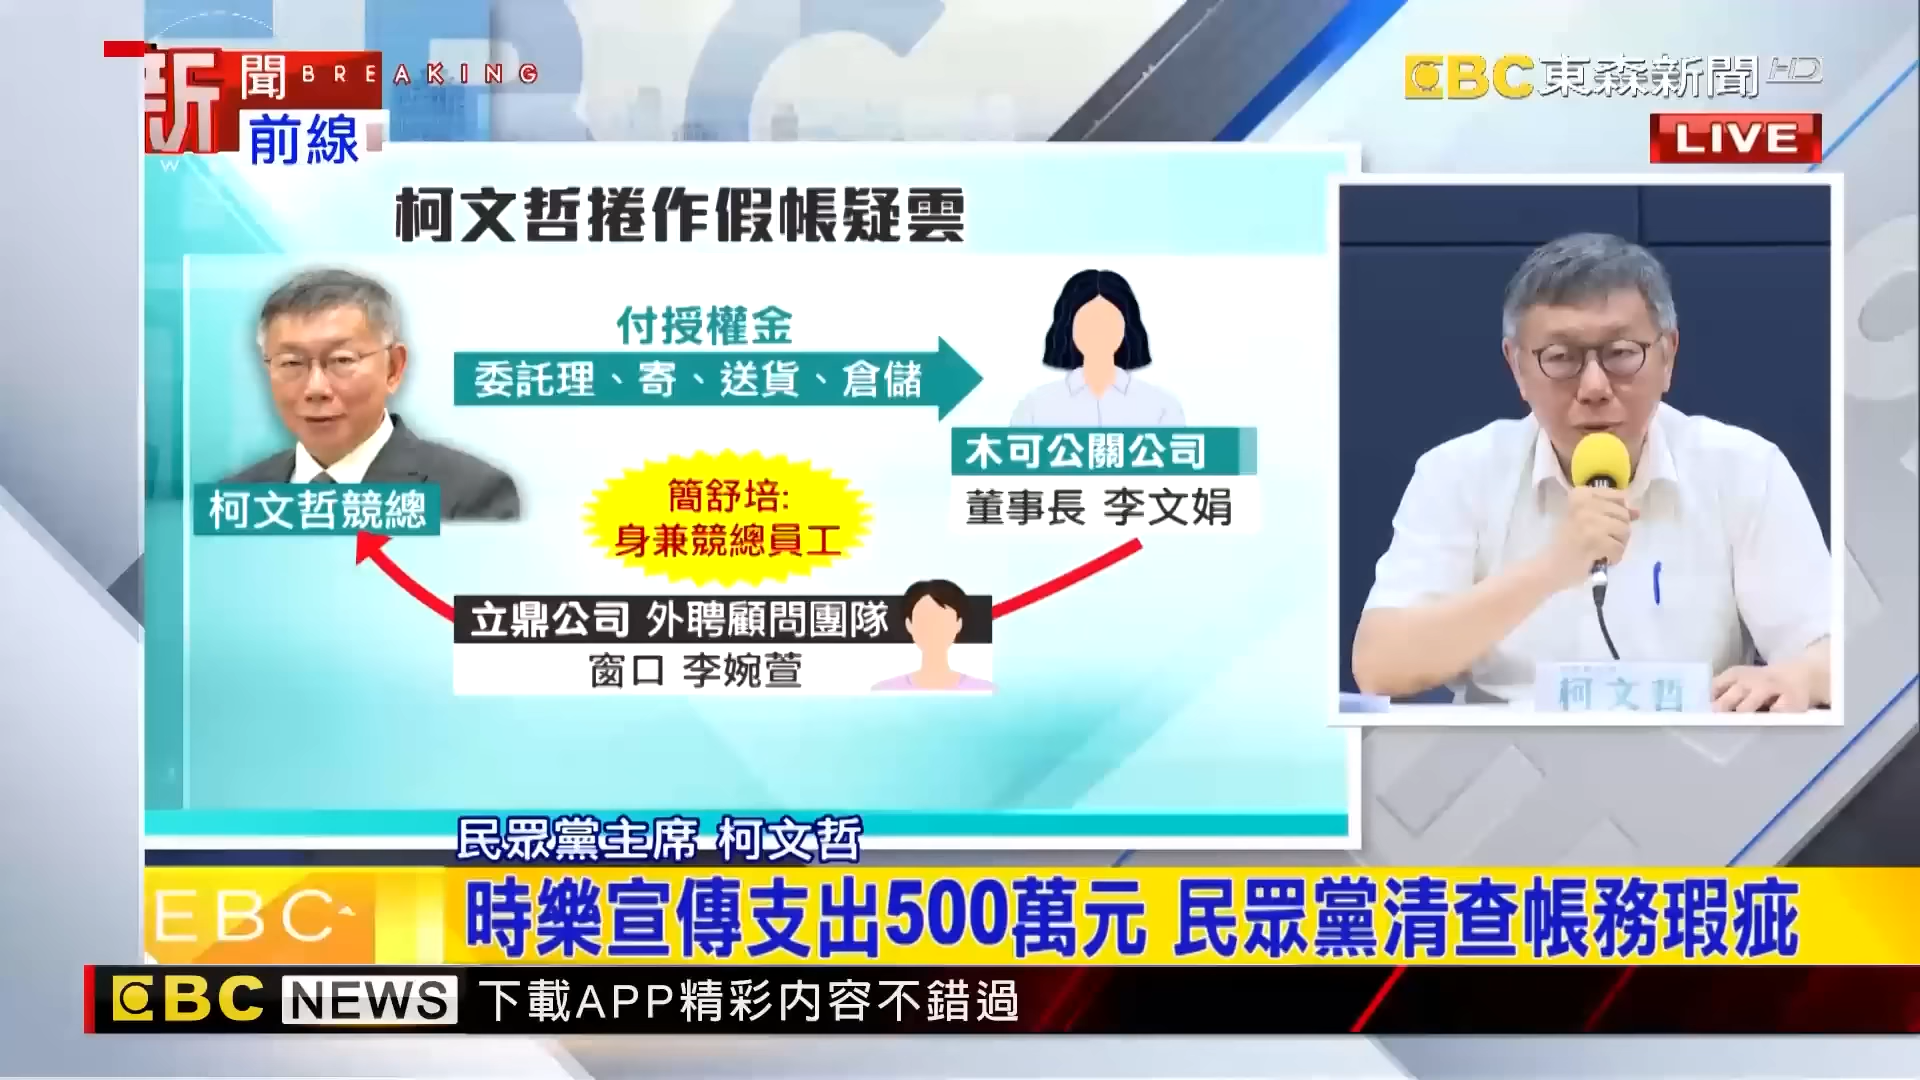 新聞 BREAKING
前線
EBC東森新聞HD
LIVE
柯文哲捲作假帳疑雲
付授權金
委託理、寄、送貨、倉儲
木可公關公司
董事長 李文娟
柯文哲競總
簡舒培:
身兼競總員工
立鼎公司 外聘顧問團隊
窗口 李婉萱
柯文哲
民眾黨主席 柯文哲
EBC
時樂宣傳支出500萬元 民眾黨清查帳務瑕疵
EBC NEWS 下載APP精彩內容不錯過